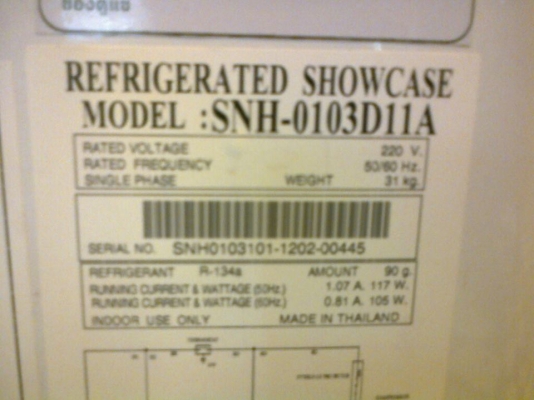 REFRIGERATED SHOWCASE
MODEL :SNH-0103D11A
RATED VOLTAGE 220 V.
RATED FREQUENCY 50/60 Hz.
SINGLE PHASE WEIGHT 31 kg.
SERIAL NO. SNH0103101-1202-00445
REFRIGERANT R-134a AMOUNT 90 g.
RUNNING CURRENT & WATTAGE (50Hz.) 1.07 A. 117 W.
RUNNING CURRENT & WATTAGE (60Hz.) 0.81 A. 105 W.
INDOOR USE ONLY MADE IN THAILAND